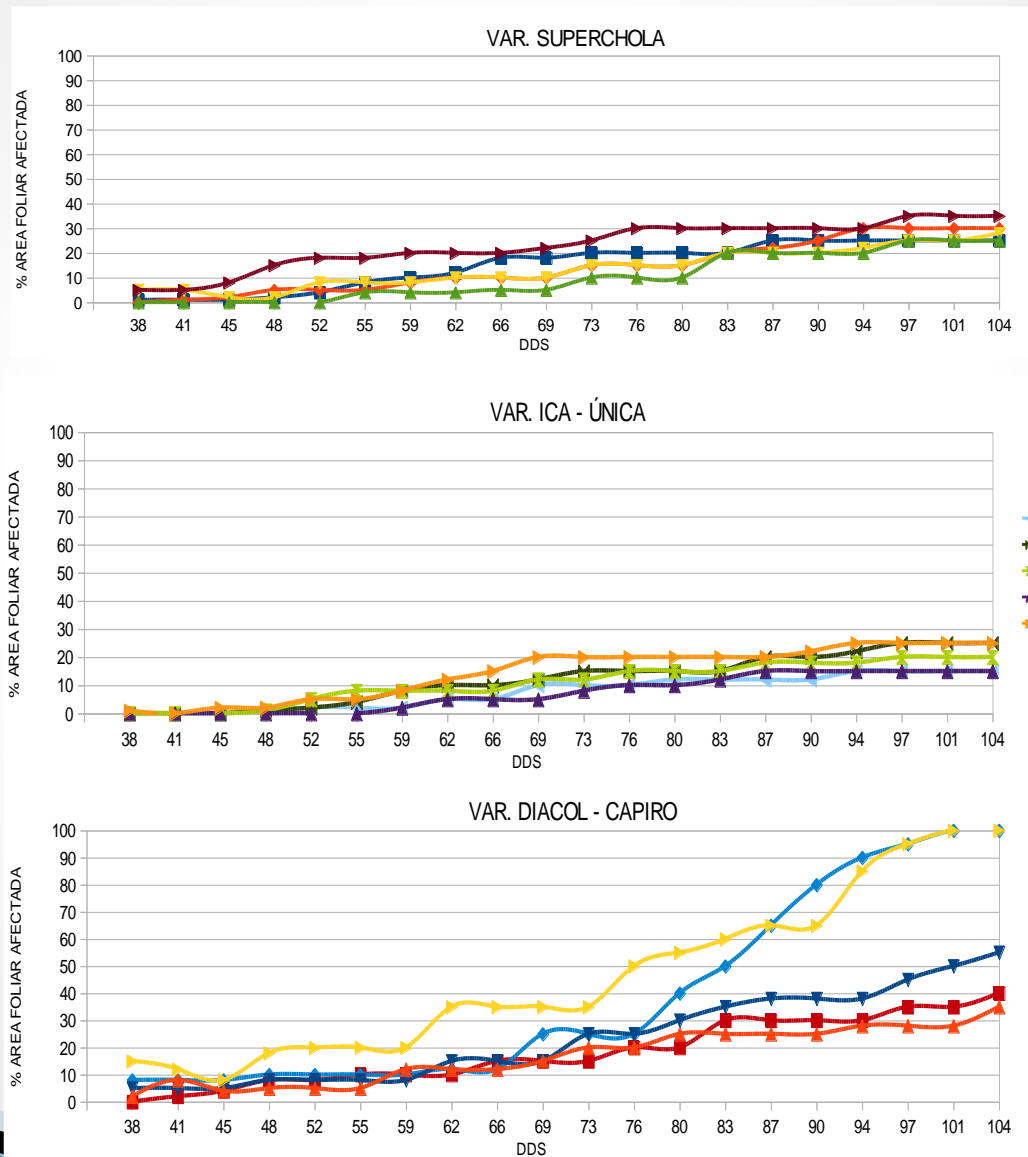 VAR. SUPERCHOLA
% AREA FOLIAR AFECTADA
100
90
80
70
60
50
40
30
20
10
0
38 41 45 48 52 55 59 62 66 69 73 76 80 83 87 90 94 97 101 104
DDS
VAR. ICA - ÚNICA
% AREA FOLIAR AFECTADA
100
90
80
70
60
50
40
30
20
10
0
38 41 45 48 52 55 59 62 66 69 73 76 80 83 87 90 94 97 101 104
DDS
VAR. DIACOL - CAPIRO
% AREA FOLIAR AFECTADA
100
90
80
70
60
50
40
30
20
10
0
38 41 45 48 52 55 59 62 66 69 73 76 80 83 87 90 94 97 101 104
DDS